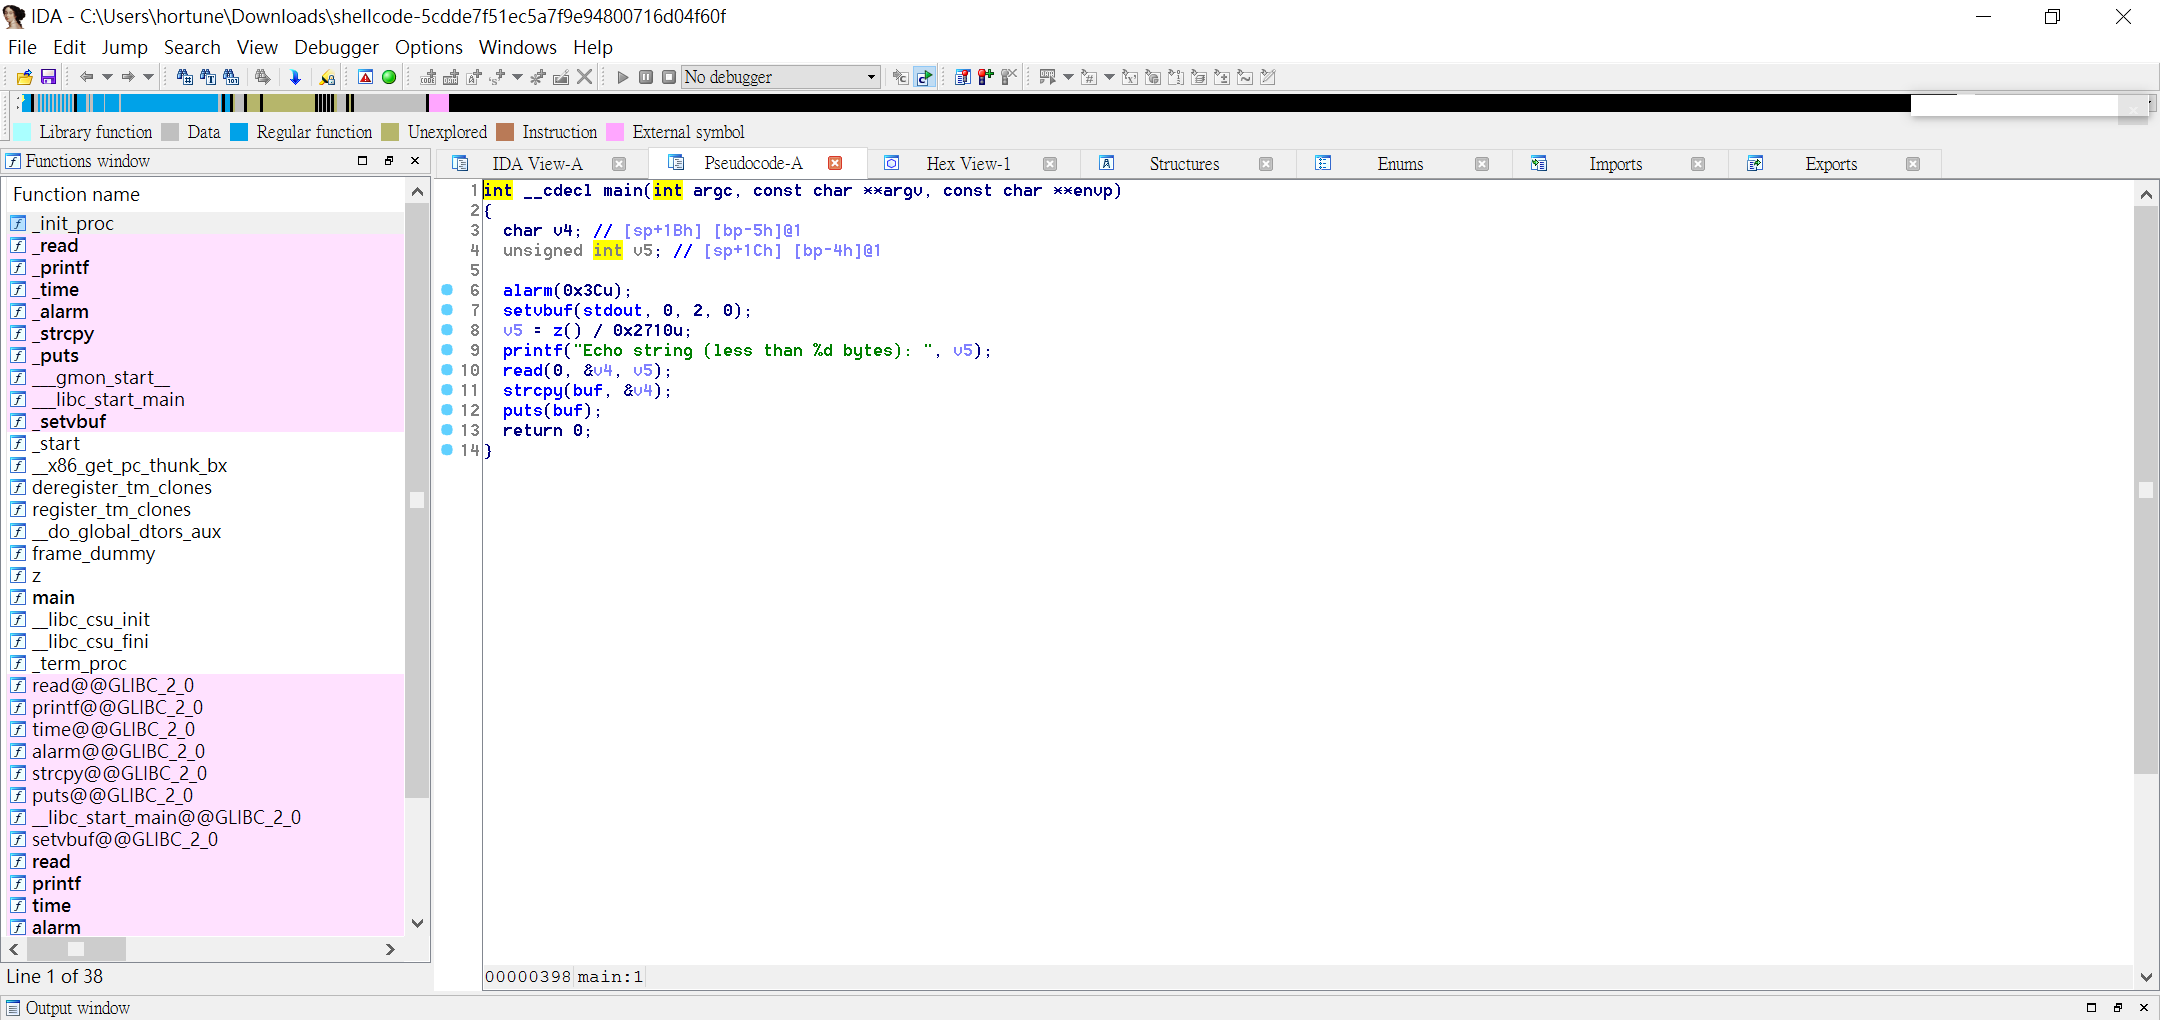 IDA - C:\Users\hortune\Downloads\shellcode-5cdde7f51ec5a7f9e94800716d04f60f
File Edit Jump Search View Debugger Options Windows Help
No debugger
Library function Data Regular function Unexplored Instruction External symbol
Functions window
IDA View-A Pseudocode-A Hex View-1 Structures Enums Imports Exports
Function name
_init_proc
_read
_printf
_time
_alarm
_strcpy
_puts
___gmon_start__
___libc_start_main
_setvbuf
_start
__x86_get_pc_thunk_bx
deregister_tm_clones
register_tm_clones
__do_global_dtors_aux
frame_dummy
z
main
__libc_csu_init
__libc_csu_fini
_term_proc
read@@GLIBC_2_0
printf@@GLIBC_2_0
time@@GLIBC_2_0
alarm@@GLIBC_2_0
strcpy@@GLIBC_2_0
puts@@GLIBC_2_0
__libc_start_main@@GLIBC_2_0
setvbuf@@GLIBC_2_0
read
printf
time
alarm
Line 1 of 38
1 int __cdecl main(int argc, const char **argv, const char **envp)
2 {
3 char v4; // [sp+1Bh] [bp-5h]@1
4 unsigned int v5; // [sp+1Ch] [bp-4h]@1
5
6 alarm(0x3Cu);
7 setvbuf(stdout, 0, 2, 0);
8 v5 = z() / 0x2710u;
9 printf("Echo string (less than %d bytes): ", v5);
10 read(0, &v4, v5);
11 strcpy(buf, &v4);
12 puts(buf);
13 return 0;
14 }
00000398 main:1
Output window